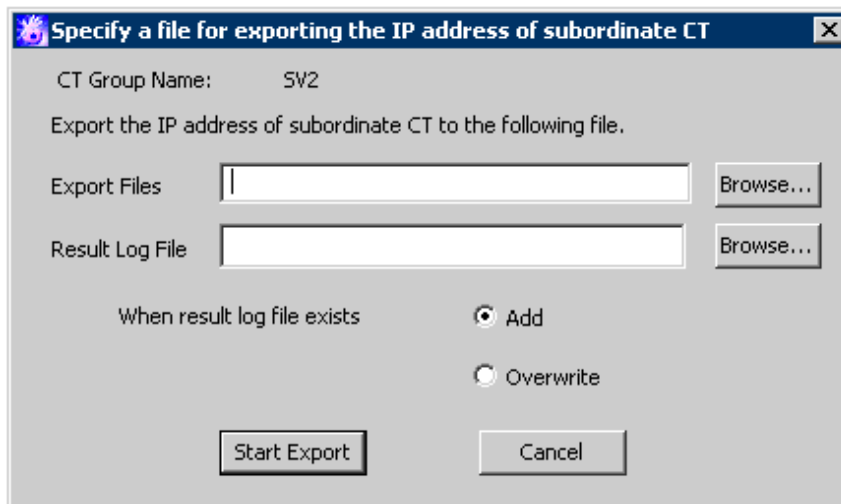 Specify a file for exporting the IP address of subordinate CT
CT Group Name: SV2
Export the IP address of subordinate CT to the following file.
Export Files Browse...
Result Log File Browse...
When result log file exists Add
Overwrite
Start Export Cancel